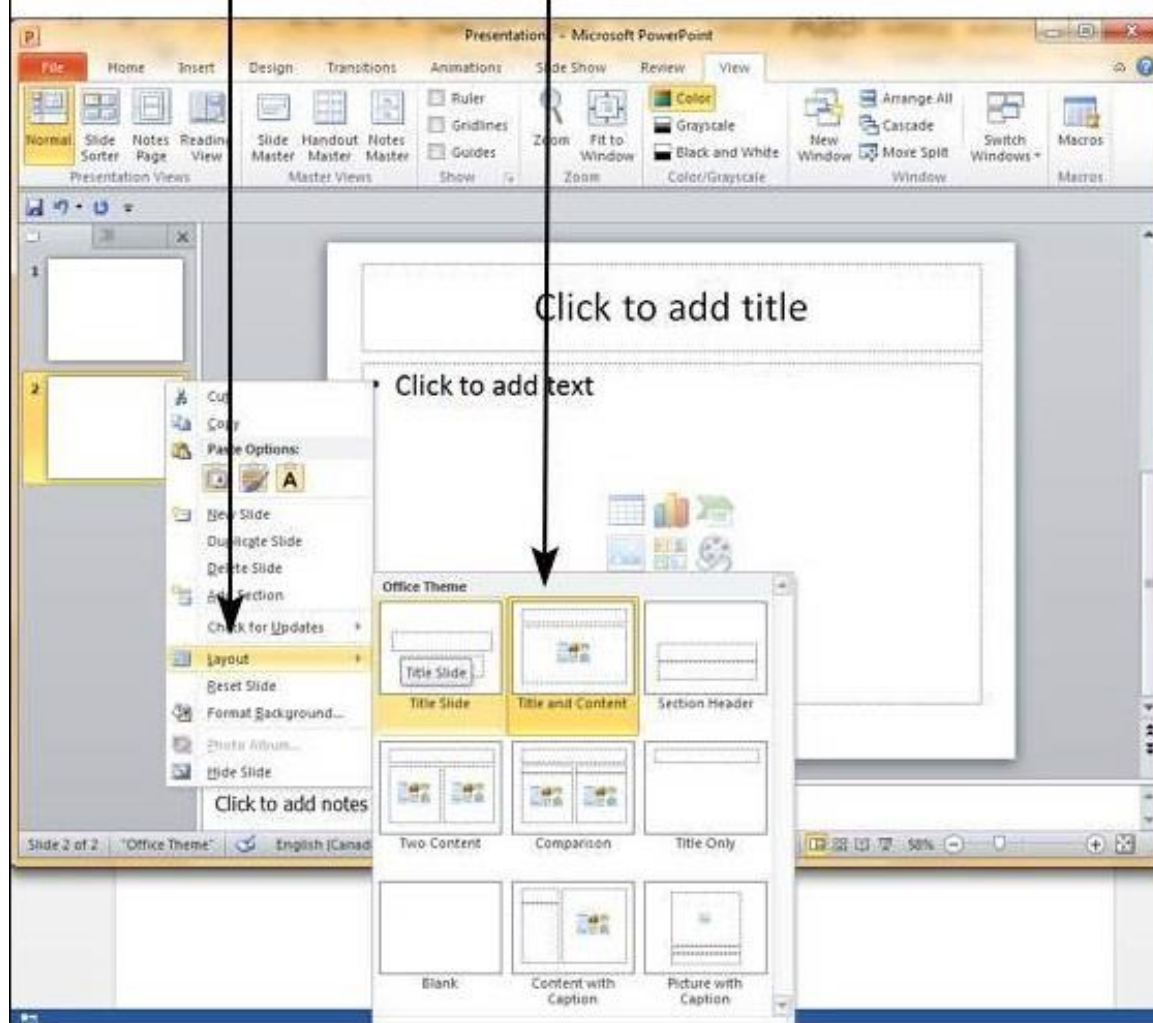 Presentation1 - Microsoft PowerPoint
File Home Insert Design Transitions Animations Slide Show Review View
Normal
Slide Sorter
Notes Page
Reading View
Presentation Views
Slide Master
Handout Master
Notes Master
Master Views
Ruler
Gridlines
Guides
Show
Zoom
Fit to Window
Zoom
Color
Grayscale
Black and White
Color/Grayscale
New Window
Arrange All
Cascade
Move Split
Switch Windows
Window
Macros
Macros
1
2
Click to add title
• Click to add text
Cut
Copy
Paste Options:
A
New Slide
Duplicate Slide
Delete Slide
Add Section
Check for Updates
Layout
Reset Slide
Format Background...
Photo Album...
Hide Slide
Office Theme
Title Slide
Title Slide
Title and Content
Section Header
Two Content
Comparison
Title Only
Blank
Content with Caption
Picture with Caption
Click to add notes
Slide 2 of 2 "Office Theme" English (Canad
58%